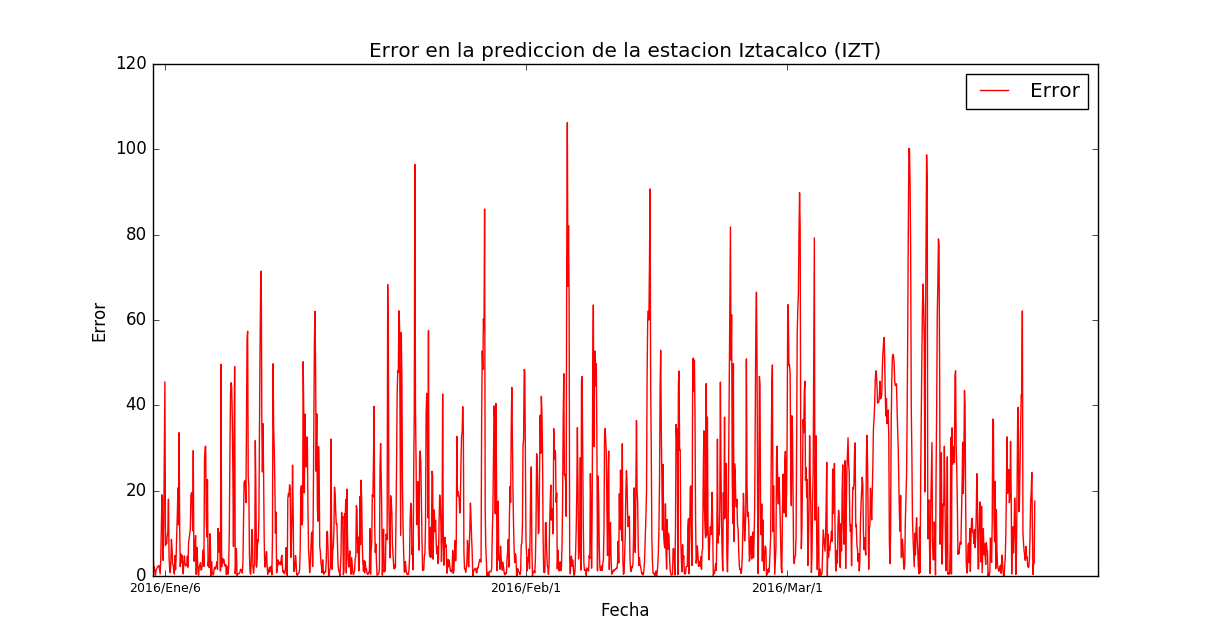 Error en la prediccion de la estacion Iztacalco (IZT)
Error
120
100
80
60
40
20
0
Error
2016/Ene/6
2016/Feb/1
2016/Mar/1
Fecha